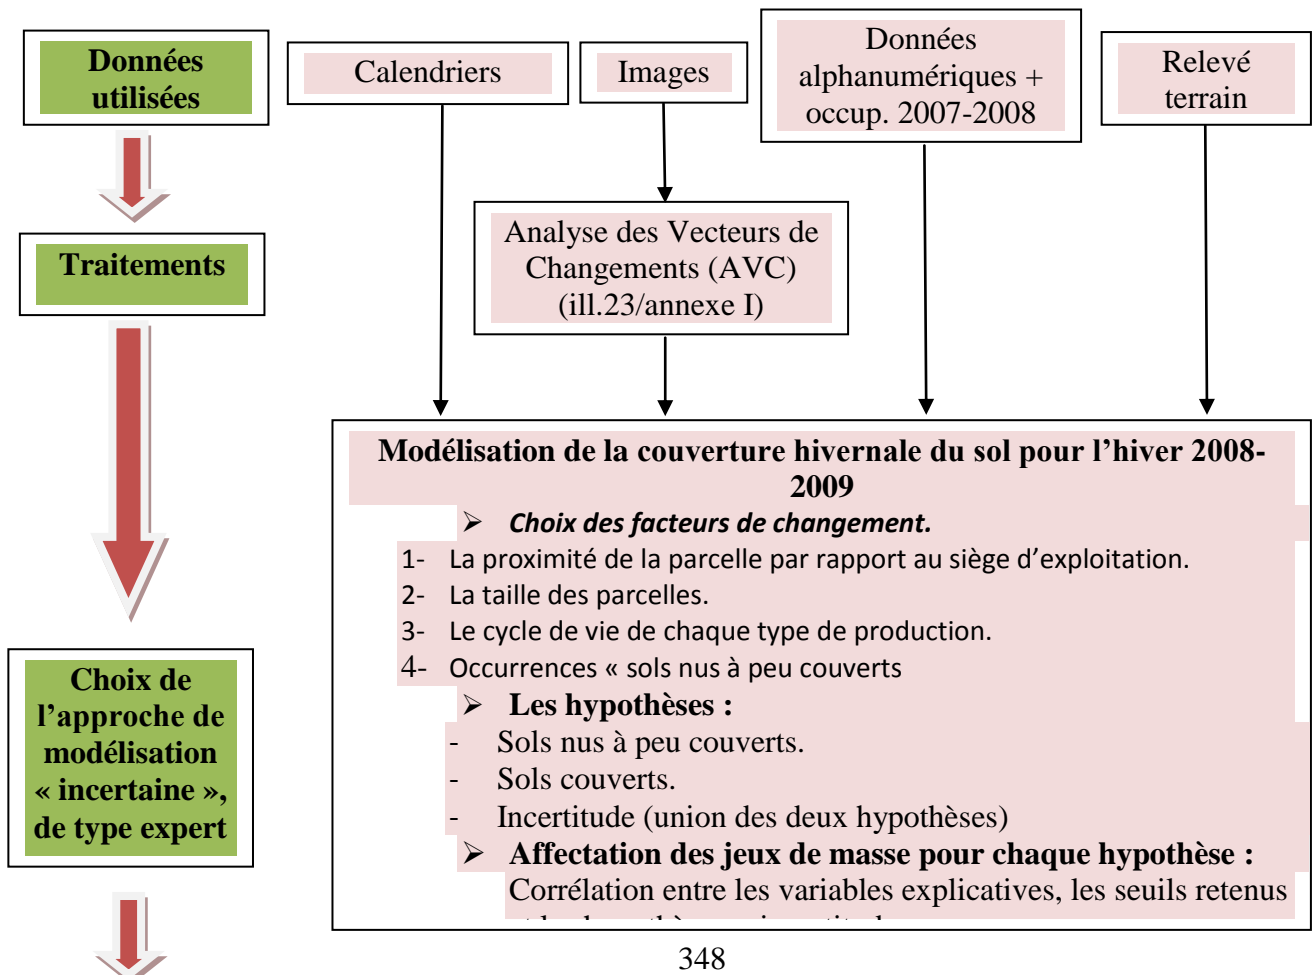 Données
utilisées
Calendriers
Images
Données
alphanumériques +
occup. 2007-2008
Relevé
terrain
Traitements
Analyse des Vecteurs de
Changements (AVC)
(ill.23/annexe I)
Choix de
l’approche de
modélisation
« incertaine »,
de type expert
Modélisation de la couverture hivernale du sol pour l’hiver 2008-
2009
➢ Choix des facteurs de changement.
1- La proximité de la parcelle par rapport au siège d’exploitation.
2- La taille des parcelles.
3- Le cycle de vie de chaque type de production.
4- Occurrences « sols nus à peu couverts
➢ Les hypothèses :
- Sols nus à peu couverts.
- Sols couverts.
- Incertitude (union des deux hypothèses)
➢ Affectation des jeux de masse pour chaque hypothèse :
Corrélation entre les variables explicatives, les seuils retenus
348